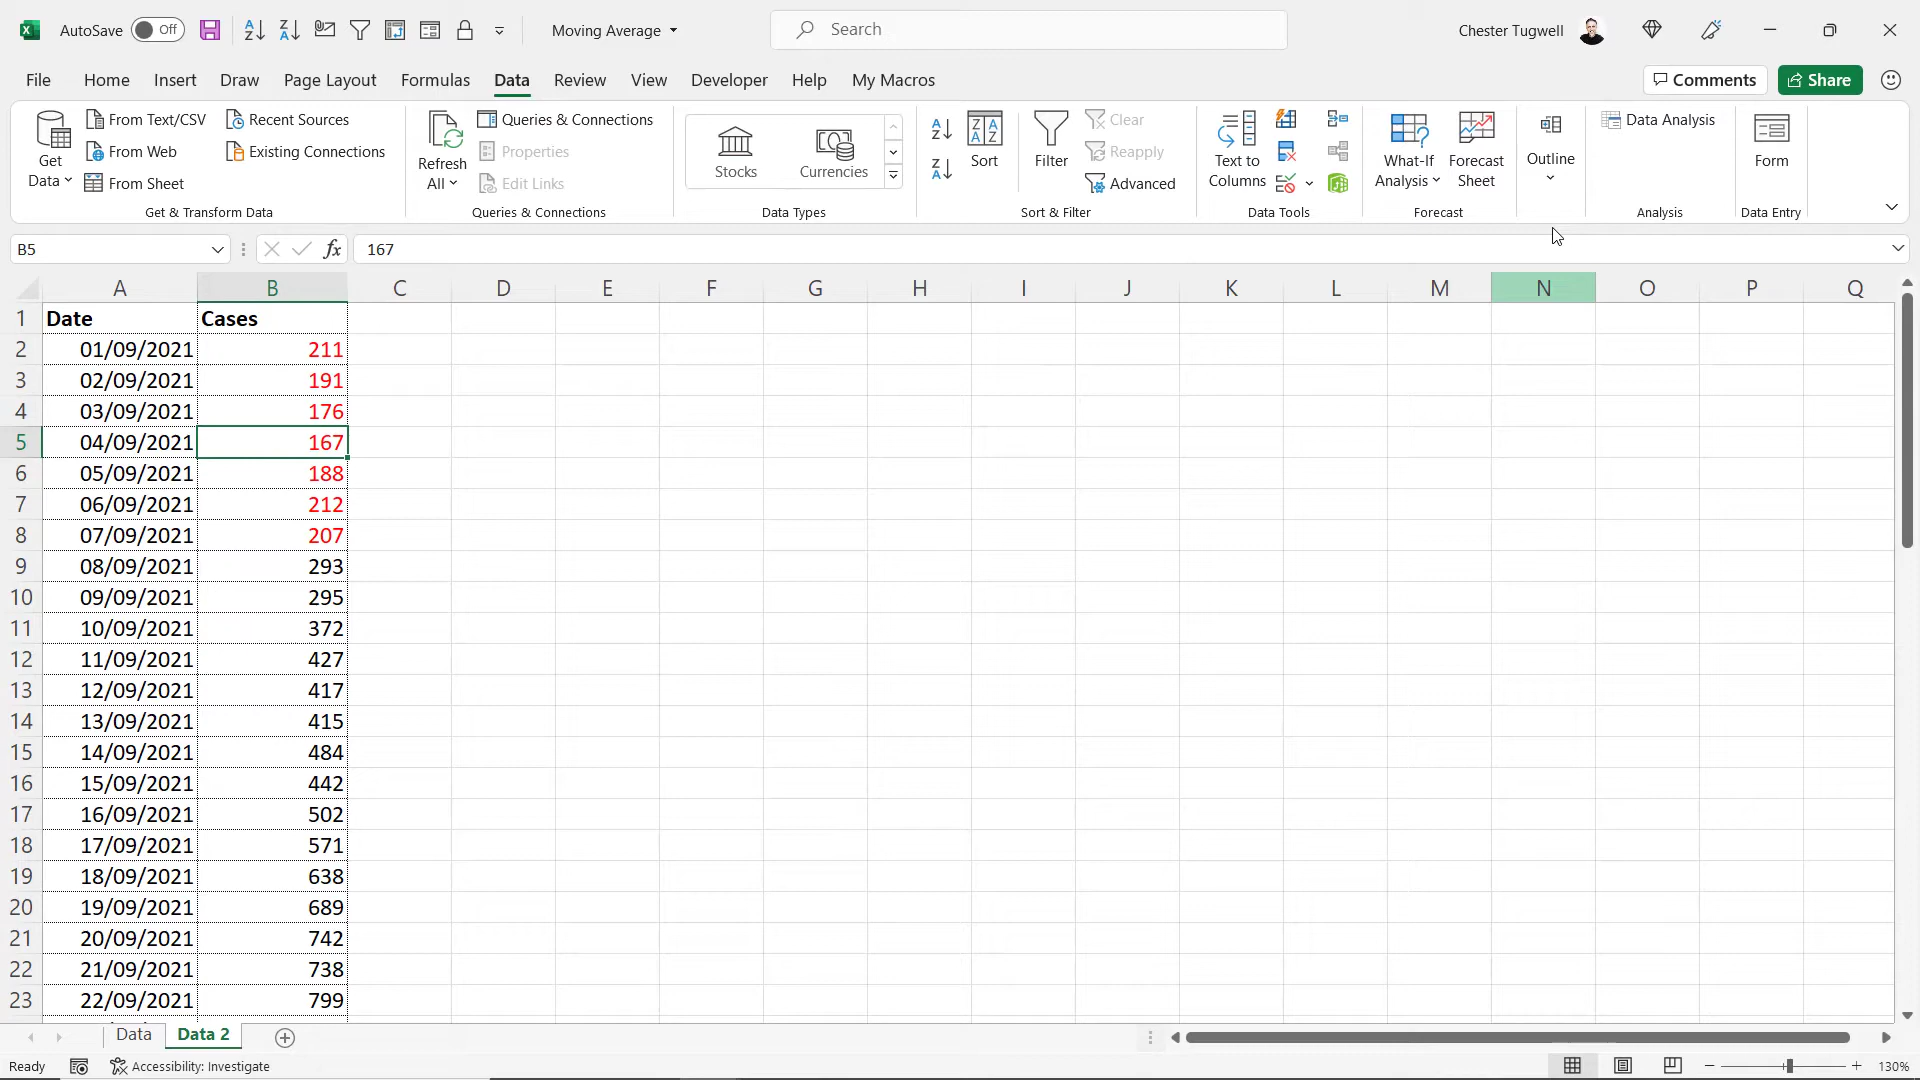 AutoSave Off Moving Average Search Chester Tugwell
File Home Insert Draw Page Layout Formulas Data Review View Developer Help My Macros Comments Share
Get Data
From Text/CSV
From Web
From Sheet
Recent Sources
Existing Connections
Get & Transform Data
Refresh All
Queries & Connections
Properties
Edit Links
Queries & Connections
Stocks
Currencies
Data Types
Sort
Filter
Clear
Reapply
Advanced
Sort & Filter
Text to Columns
Data Tools
What-If Analysis
Forecast Sheet
Forecast
Outline
Data Analysis
Analysis
Form
Data Entry
B5 fx 167
A B C D E F G H I J K L M N O P Q
1 Date Cases
2 01/09/2021 211
3 02/09/2021 191
4 03/09/2021 176
5 04/09/2021 167
6 05/09/2021 188
7 06/09/2021 212
8 07/09/2021 207
9 08/09/2021 293
10 09/09/2021 295
11 10/09/2021 372
12 11/09/2021 427
13 12/09/2021 417
14 13/09/2021 415
15 14/09/2021 484
16 15/09/2021 442
17 16/09/2021 502
18 17/09/2021 571
19 18/09/2021 638
20 19/09/2021 689
21 20/09/2021 742
22 21/09/2021 738
23 22/09/2021 799
Data Data 2
Ready Accessibility: Investigate 130%